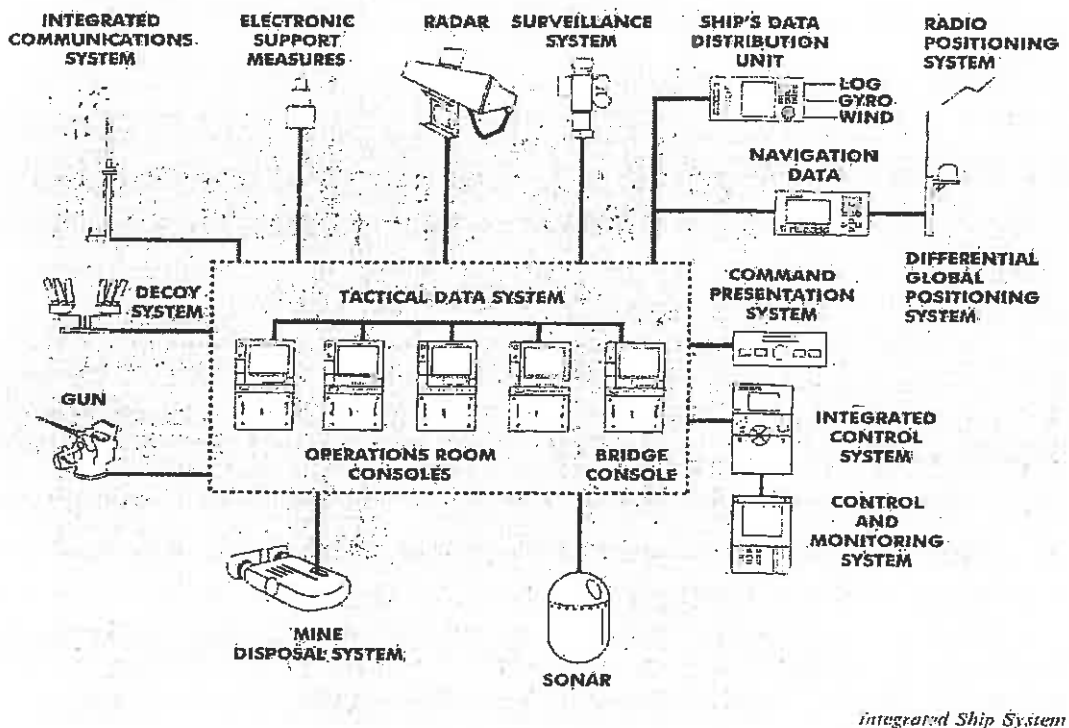 INTEGRATED
COMMUNICATIONS
SYSTEM
ELECTRONIC
SUPPORT
MEASURES
RADAR
SURVEILLANCE
SYSTEM
SHIP'S DATA
DISTRIBUTION
UNIT
RADIO
POSITIONING
SYSTEM
LOG
GYRO
WIND
NAVIGATION
DATA
DIFFERENTIAL
GLOBAL
POSITIONING
SYSTEM
DECOY
SYSTEM
TACTICAL DATA SYSTEM
COMMAND
PRESENTATION
SYSTEM
GUN
OPERATIONS ROOM
CONSOLES
BRIDGE
CONSOLE
INTEGRATED
CONTROL
SYSTEM
CONTROL
AND
MONITORING
SYSTEM
MINE
DISPOSAL SYSTEM
SONAR
Integrated Ship System